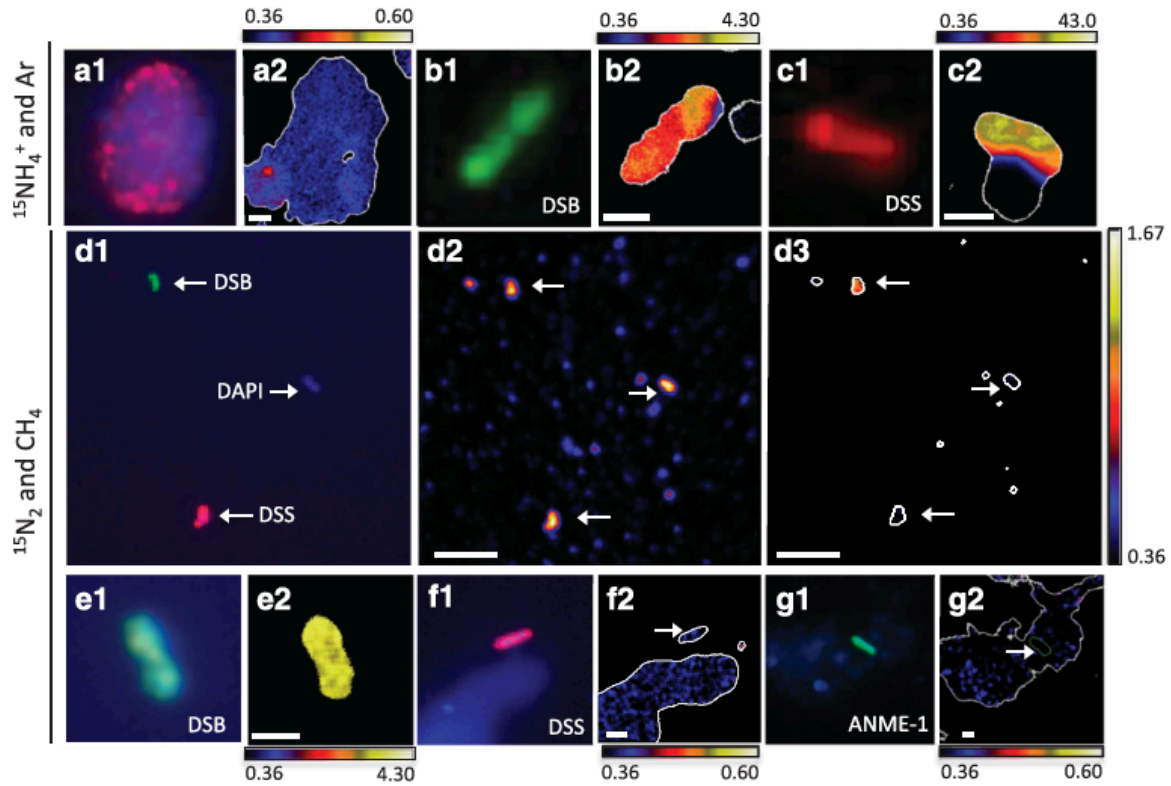 0.36 0.60 0.36 4.30 0.36 43.0
¹⁵NH₄⁺ and Ar
a1 a2 b1 b2 c1 c2
DSB DSS
¹⁵N₂ and CH₄
d1 d2 d3 1.67
DSB
DAPI
DSS
0.36
e1 e2 f1 f2 g1 g2
DSB DSS ANME-1
0.36 4.30 0.36 0.60 0.36 0.60